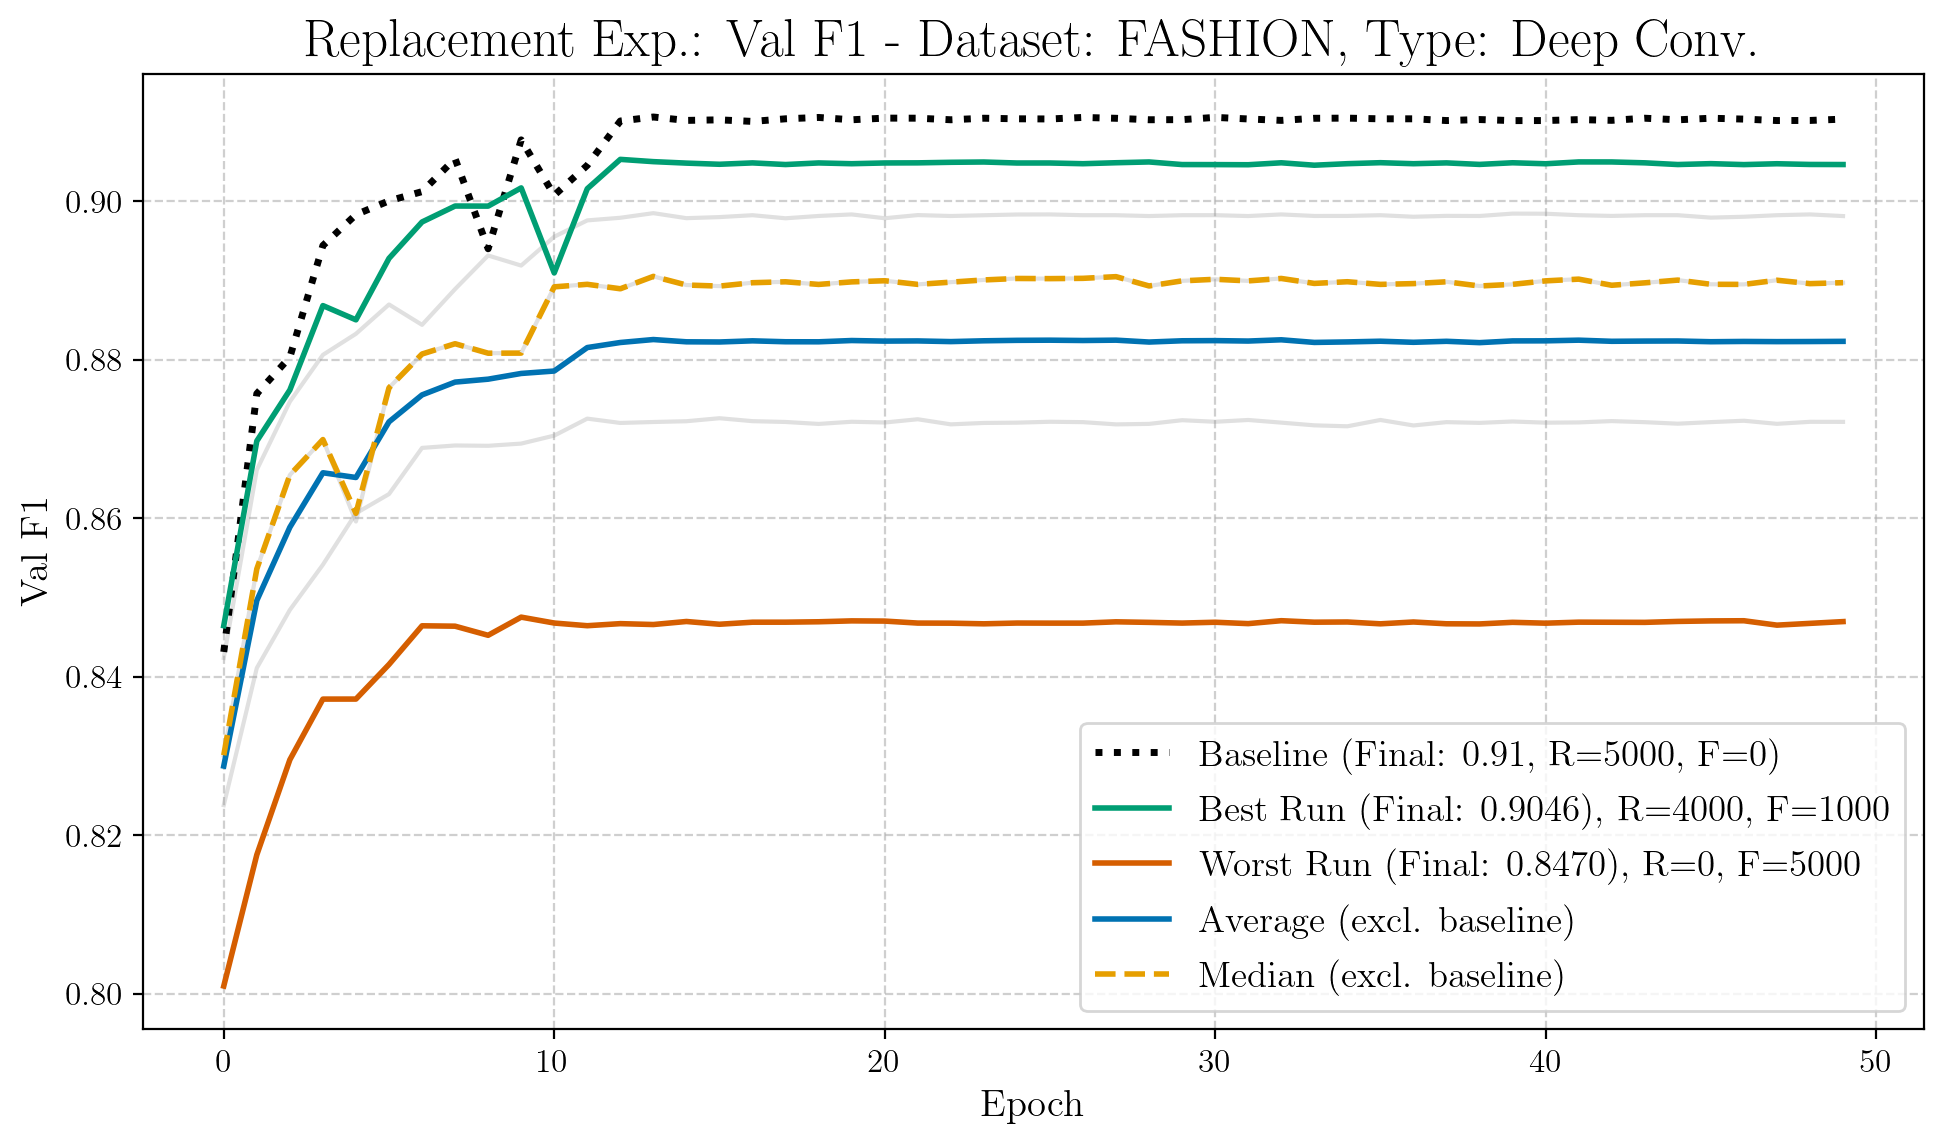 Replacement Exp.: Val F1 - Dataset: FASHION, Type: Deep Conv.
Val F1
0.90
0.88
0.86
0.84
0.82
0.80
0 10 20 30 40 50
Epoch
Baseline (Final: 0.91, R=5000, F=0)
Best Run (Final: 0.9046), R=4000, F=1000
Worst Run (Final: 0.8470), R=0, F=5000
Average (excl. baseline)
Median (excl. baseline)